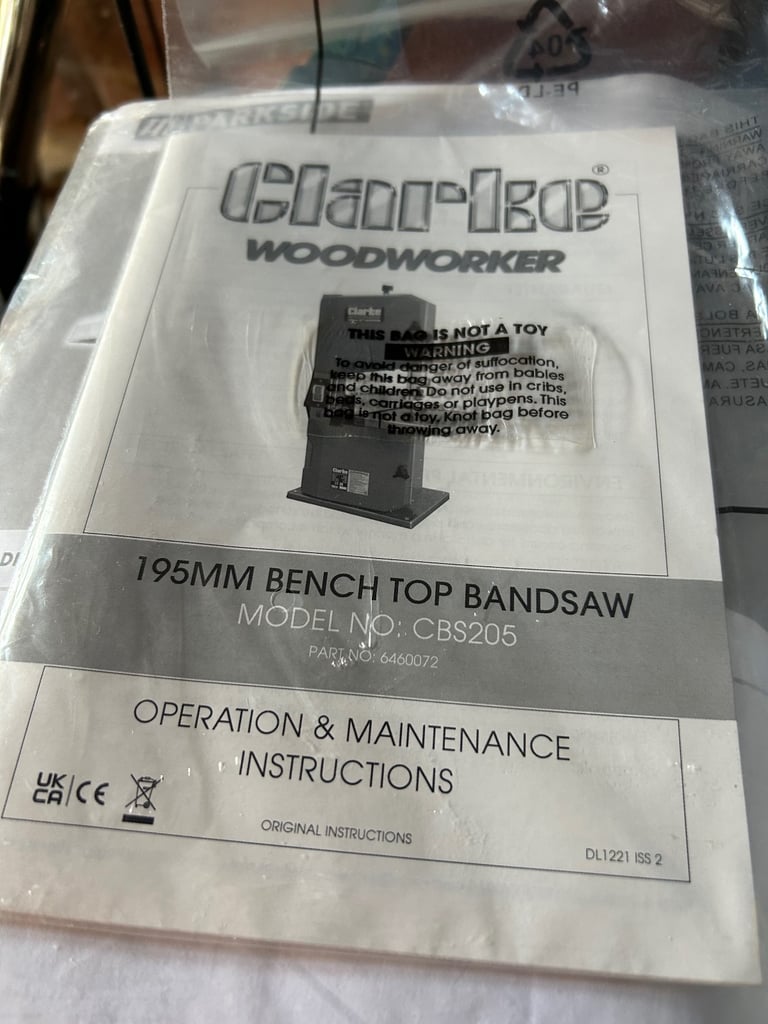 04
PE-LD
PARKSIDE
Clarke®
WOODWORKER
Clarke
THIS BAG IS NOT A TOY
WARNING
To avoid danger of suffocation,
keep this bag away from babies
and children. Do not use in cribs,
beds, carriages or playpens. This
bag is not a toy. Knot bag before
throwing away.
Clarke
195MM BENCH TOP BANDSAW
MODEL NO: CBS205
PART NO: 6460072
OPERATION & MAINTENANCE
INSTRUCTIONS
UK
CA CE
ORIGINAL INSTRUCTIONS
DL1221 ISS 2